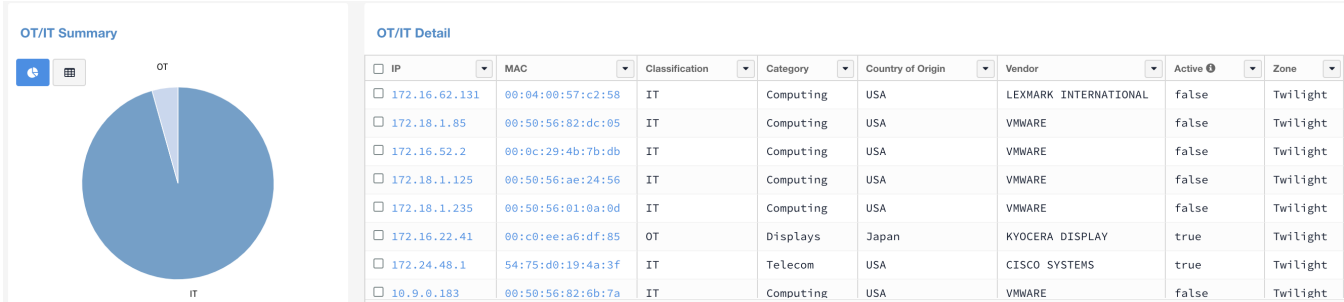 OT/IT Summary
OT
IT
OT/IT Detail
IP MAC Classification Category Country of Origin Vendor Active Zone
172.16.62.131 00:04:00:57:c2:58 IT Computing USA LEXMARK INTERNATIONAL false Twilight
172.18.1.85 00:50:56:82:dc:05 IT Computing USA VMWARE false Twilight
172.16.52.2 00:0c:29:4b:7b:db IT Computing USA VMWARE false Twilight
172.18.1.125 00:50:56:ae:24:56 IT Computing USA VMWARE false Twilight
172.18.1.235 00:50:56:01:0a:0d IT Computing USA VMWARE false Twilight
172.16.22.41 00:c0:ee:a6:df:85 OT Displays Japan KYOCERA DISPLAY true Twilight
172.24.48.1 54:75:d0:19:4a:3f IT Telecom USA CISCO SYSTEMS true Twilight
10.9.0.183 00:50:56:82:6b:7a IT Computing USA VMWARE false Twilight